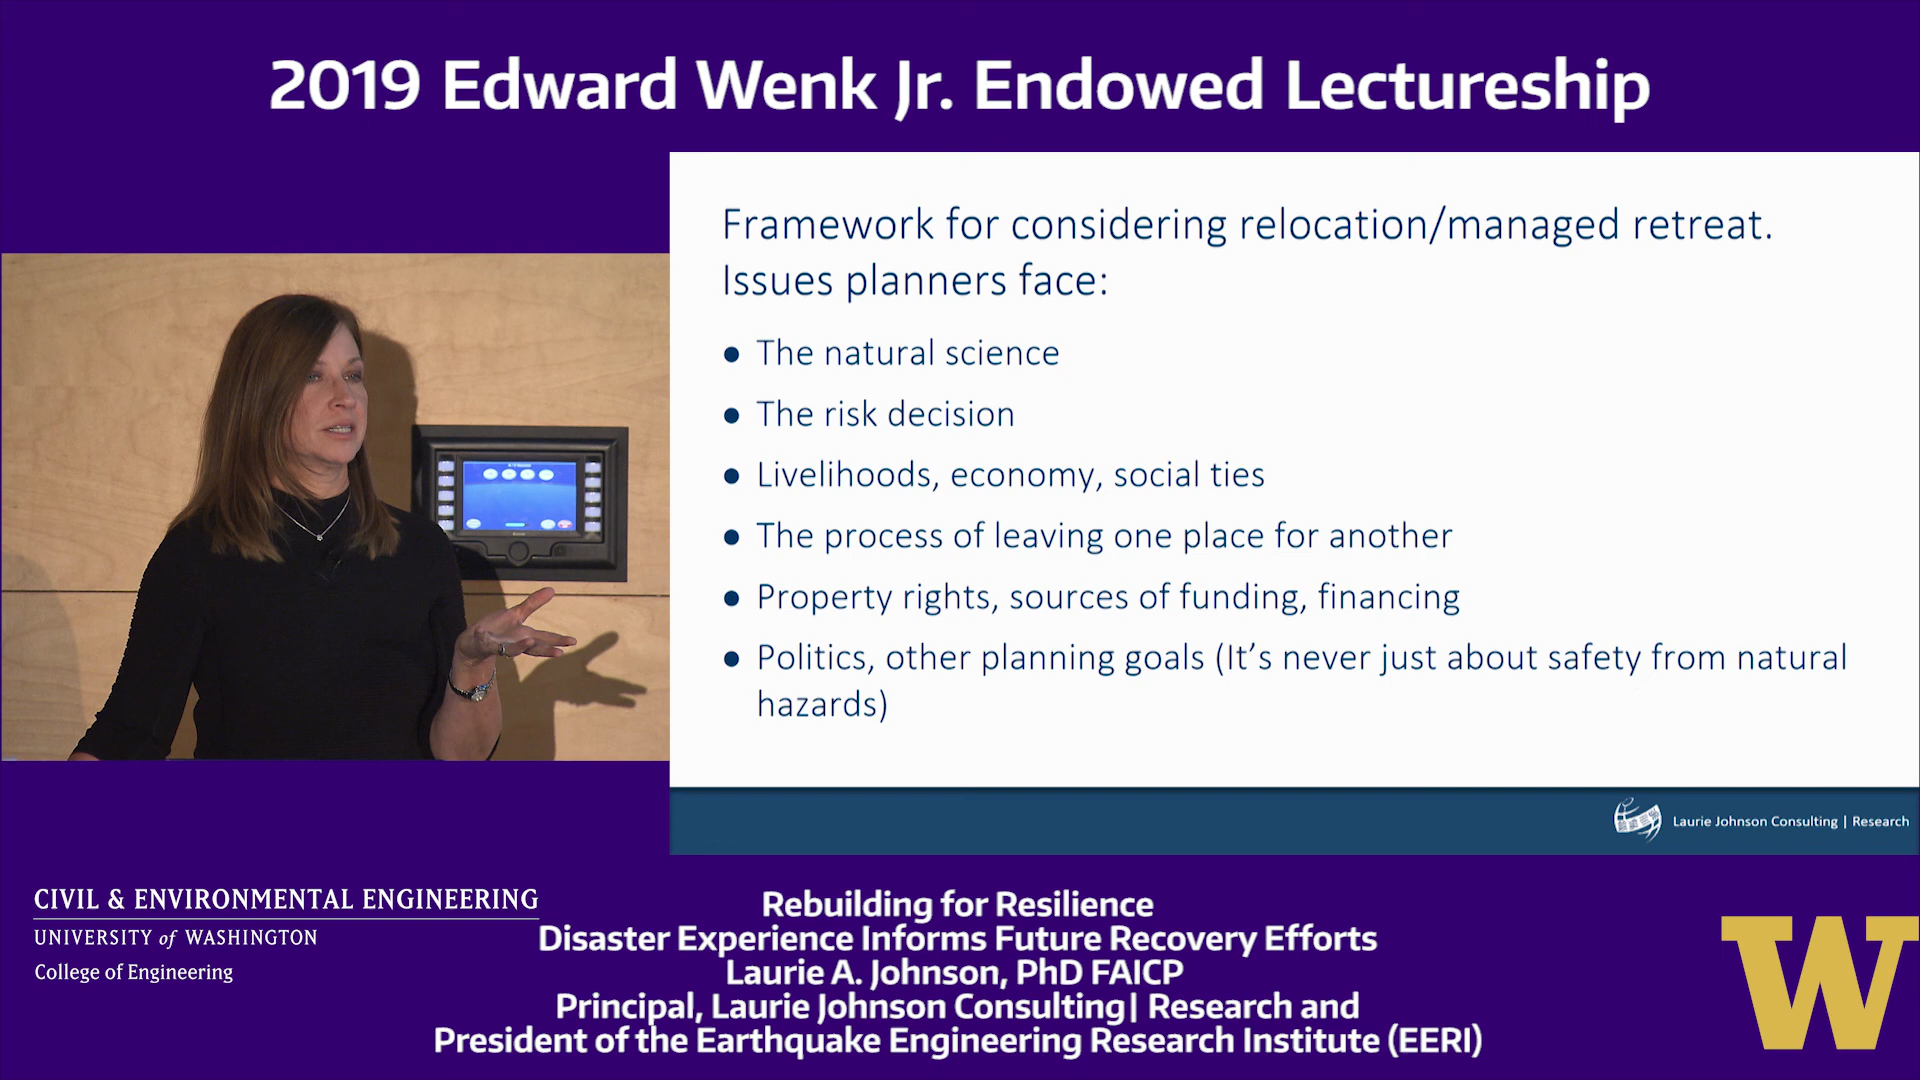 2019 Edward Wenk Jr. Endowed Lectureship
Framework for considering relocation/managed retreat.
Issues planners face:
● The natural science
● The risk decision
● Livelihoods, economy, social ties
● The process of leaving one place for another
● Property rights, sources of funding, financing
● Politics, other planning goals (It’s never just about safety from natural
hazards)
Laurie Johnson Consulting | Research
CIVIL & ENVIRONMENTAL ENGINEERING
UNIVERSITY of WASHINGTON
College of Engineering
Rebuilding for Resilience
Disaster Experience Informs Future Recovery Efforts
Laurie A. Johnson, PhD FAICP
Principal, Laurie Johnson Consulting| Research and
President of the Earthquake Engineering Research Institute (EERI)
W